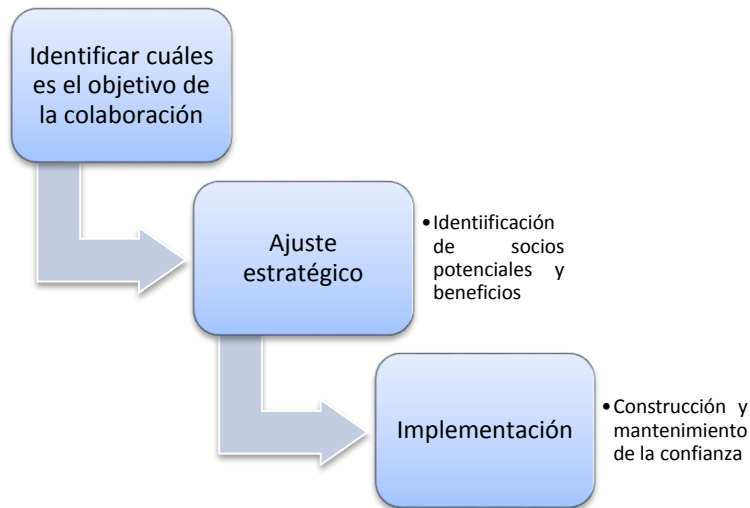 Identificar cuáles
es el objetivo de
la colaboración
Ajuste
estratégico
•Identiificación
de socios
potenciales y
beneficios
Implementación
•Construcción y
mantenimiento
de la confianza